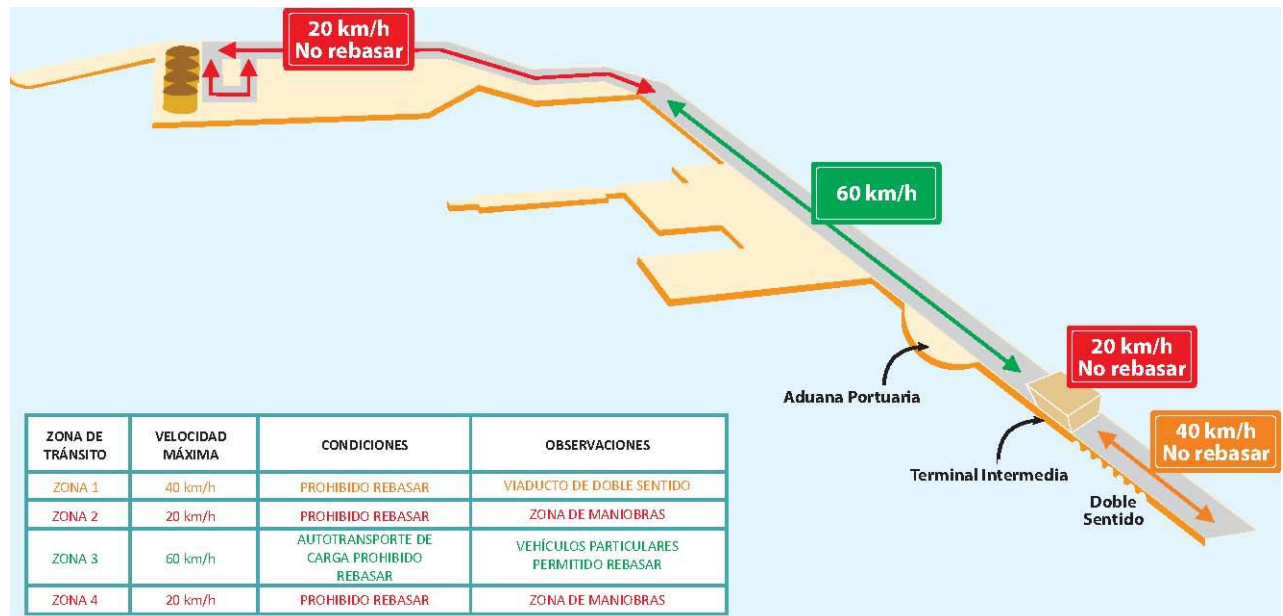 20 km/h
No rebasar
60 km/h
20 km/h
No rebasar
Aduana Portuaria
40 km/h
No rebasar
Terminal Intermedia
Doble
Sentido
ZONA DE
TRÁNSITO
VELOCIDAD
MÁXIMA
CONDICIONES
OBSERVACIONES
ZONA 1
40 km/h
PROHIBIDO REBASAR
VIADUCTO DE DOBLE SENTIDO
ZONA 2
20 km/h
PROHIBIDO REBASAR
ZONA DE MANIOBRAS
ZONA 3
60 km/h
AUTOTRANSPORTE DE
CARGA PROHIBIDO
REBASAR
VEHÍCULOS PARTICULARES
PERMITIDO REBASAR
ZONA 4
20 km/h
PROHIBIDO REBASAR
ZONA DE MANIOBRAS